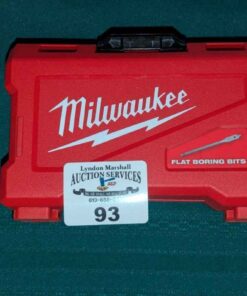 Milwaukee
FLAT BORING BITS
Lyndon Marshall
AUCTION SERVICES
93